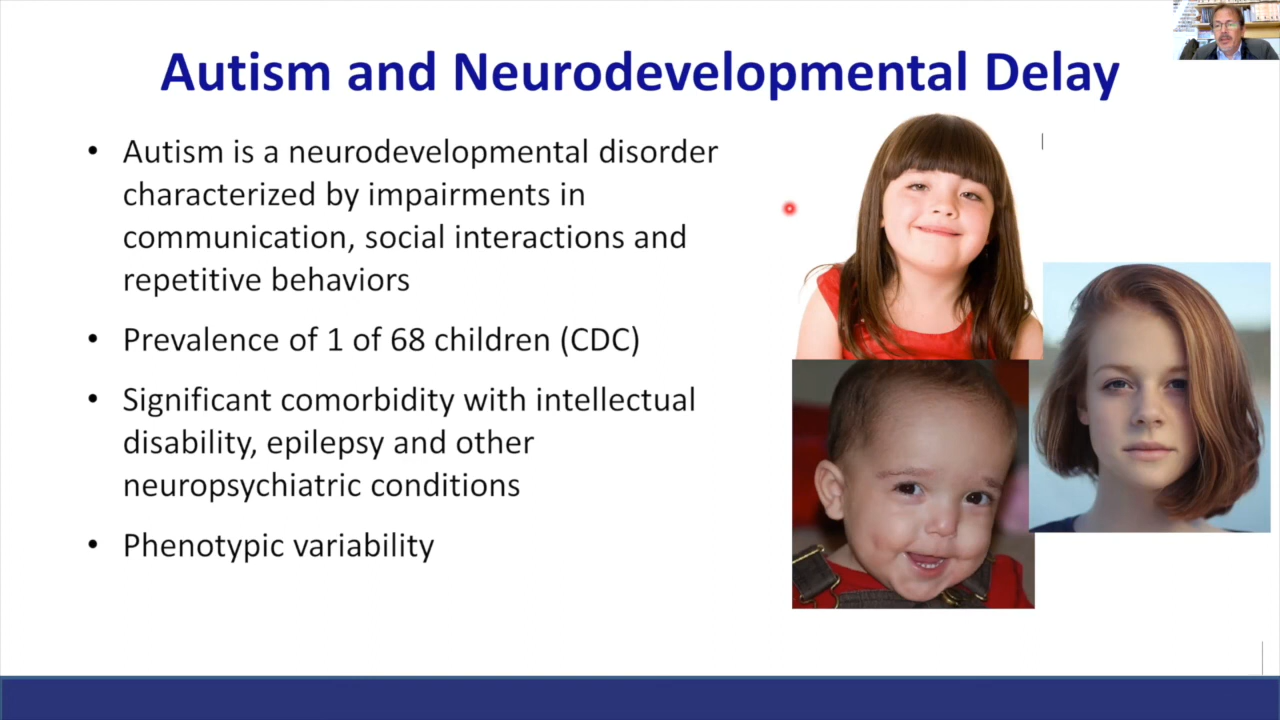 Autism and Neurodevelopmental Delay
• Autism is a neurodevelopmental disorder
characterized by impairments in
communication, social interactions and
repetitive behaviors
• Prevalence of 1 of 68 children (CDC)
• Significant comorbidity with intellectual
disability, epilepsy and other
neuropsychiatric conditions
• Phenotypic variability